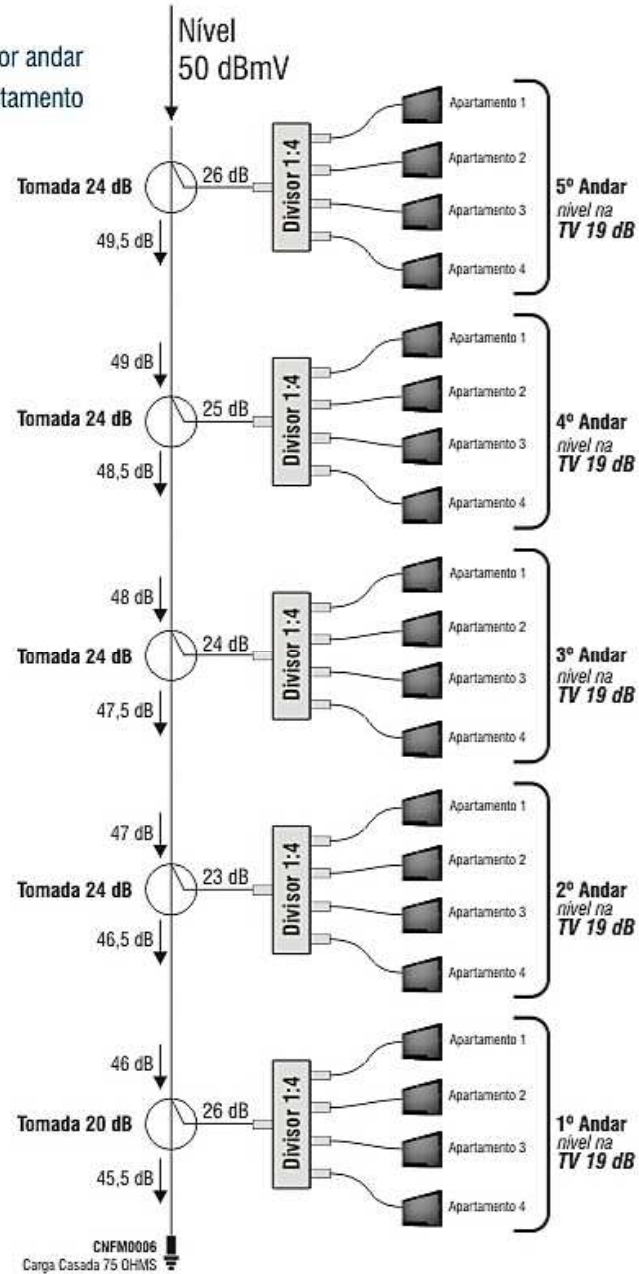 Nível
50 dBmV
or andar
tamento
Tomada 24 dB
26 dB
49,5 dB
Divisor 1:4
Apartamento 1
Apartamento 2
Apartamento 3
Apartamento 4
5º Andar
nível na
TV 19 dB
49 dB
Tomada 24 dB
25 dB
48,5 dB
Divisor 1:4
Apartamento 1
Apartamento 2
Apartamento 3
Apartamento 4
4º Andar
nível na
TV 19 dB
48 dB
Tomada 24 dB
24 dB
47,5 dB
Divisor 1:4
Apartamento 1
Apartamento 2
Apartamento 3
Apartamento 4
3º Andar
nível na
TV 19 dB
47 dB
Tomada 24 dB
23 dB
46,5 dB
Divisor 1:4
Apartamento 1
Apartamento 2
Apartamento 3
Apartamento 4
2º Andar
nível na
TV 19 dB
46 dB
Tomada 20 dB
26 dB
45,5 dB
Divisor 1:4
Apartamento 1
Apartamento 2
Apartamento 3
Apartamento 4
1º Andar
nível na
TV 19 dB
CNFM0006
Carga Casada 75 OHMS